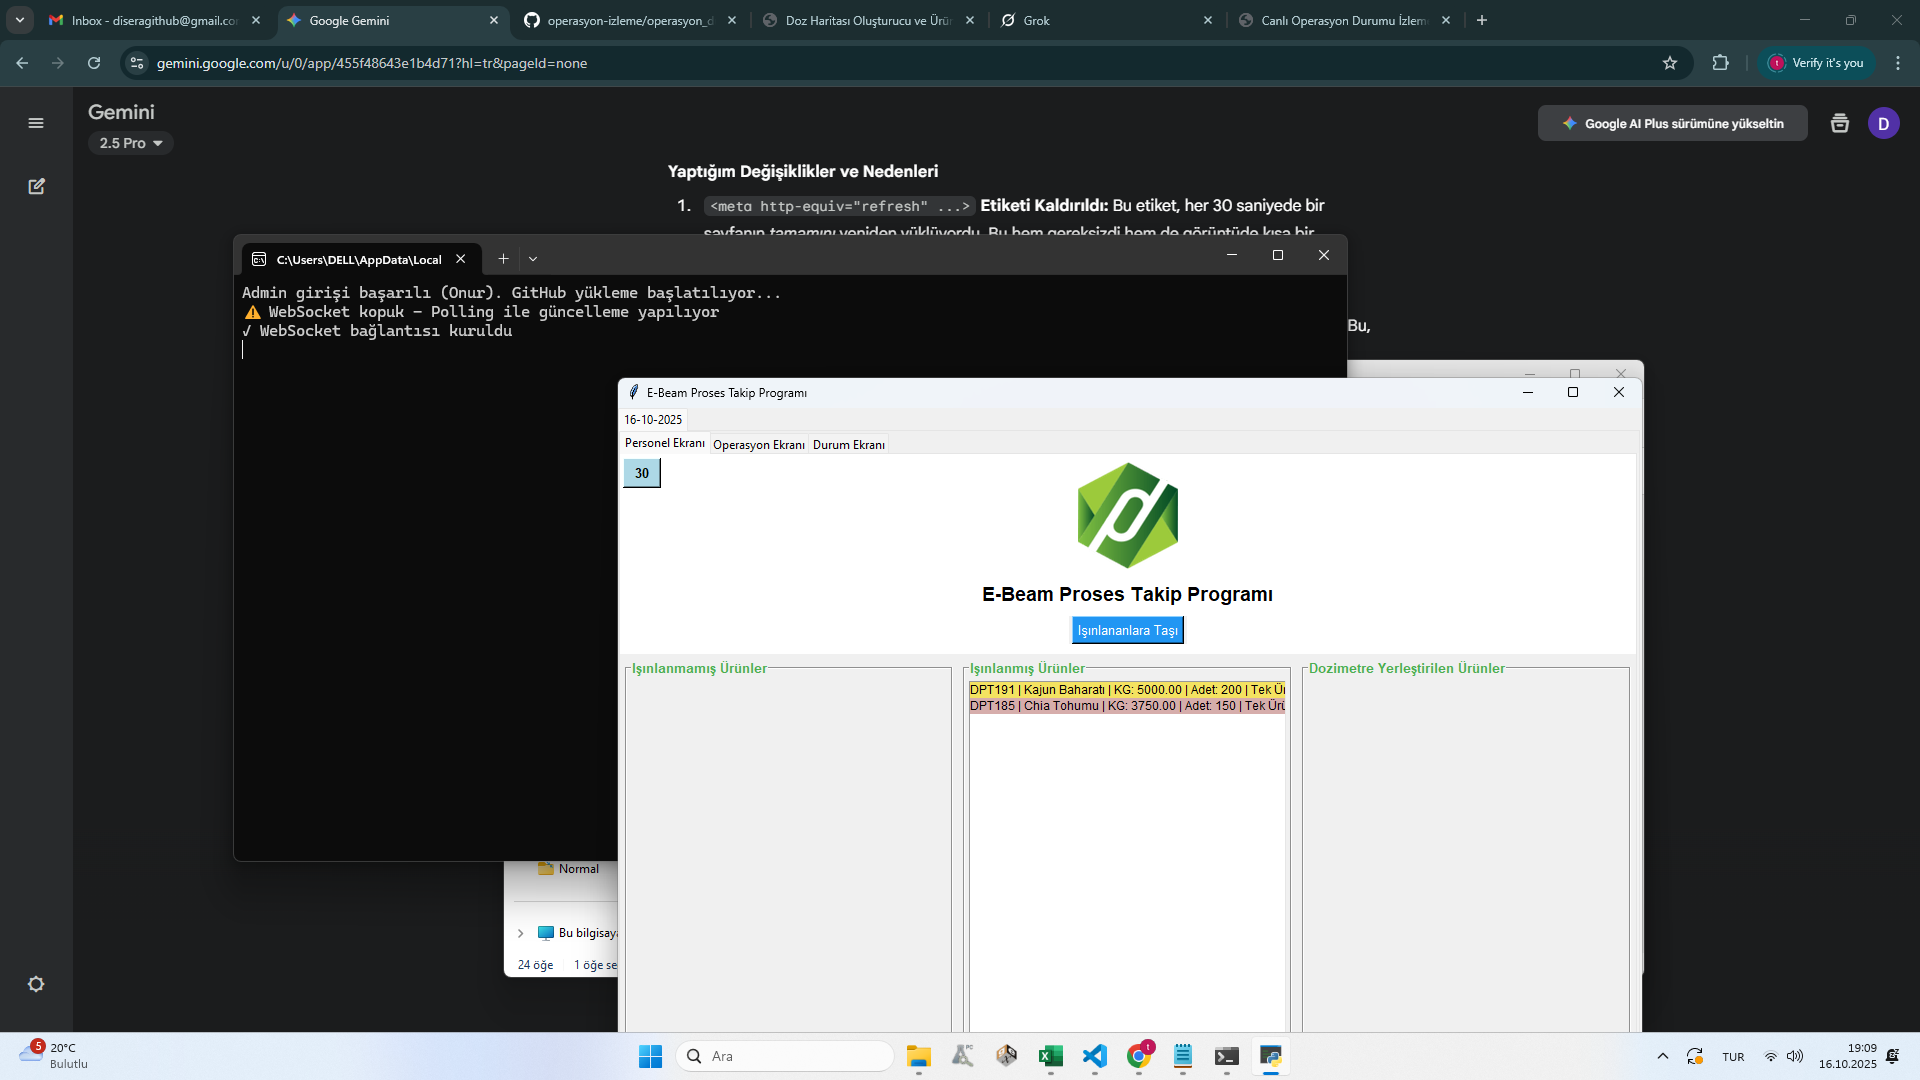 Inbox - diseragithub@gmail.co
Google Gemini
operasyon-izleme/operasyon_d
Doz Haritası Oluşturucu ve Ürün
Grok
Canlı Operasyon Durumu İzlem
gemini.google.com/u/0/app/455f48643e1b4d71?hl=tr&pageId=none
Verify it's you
Gemini
2.5 Pro
Google AI Plus sürümüne yükseltin
D
Yaptığım Değişiklikler ve Nedenleri
1. <meta http-equiv="refresh" ...> Etiketi Kaldırıldı: Bu etiket, her 30 saniyede bir
sayfanın tamamını yeniden yüklüyordu. Bu hem gereksizdi hem de görüntüde kısa bir
Bu,
C:\Users\DELL\AppData\Local
Admin girişi başarılı (Onur). GitHub yükleme başlatılıyor...
⚠ WebSocket kopuk - Polling ile güncelleme yapılıyor
√ WebSocket bağlantısı kuruldu
E-Beam Proses Takip Programı
16-10-2025
Personel Ekranı Operasyon Ekranı Durum Ekranı
30
E-Beam Proses Takip Programı
Işınlananlara Taşı
Işınlanmamış Ürünler
Işınlanmış Ürünler
Dozimetre Yerleştirilen Ürünler
DPT191 | Kajun Baharatı | KG: 5000.00 | Adet: 200 | Tek Ür
DPT185 | Chia Tohumu | KG: 3750.00 | Adet: 150 | Tek Ürü
Normal
Bu bilgisaya
24 öğe 1 öğe se
5
20°C
Bulutlu
Ara
t
TUR
19:09
16.10.2025